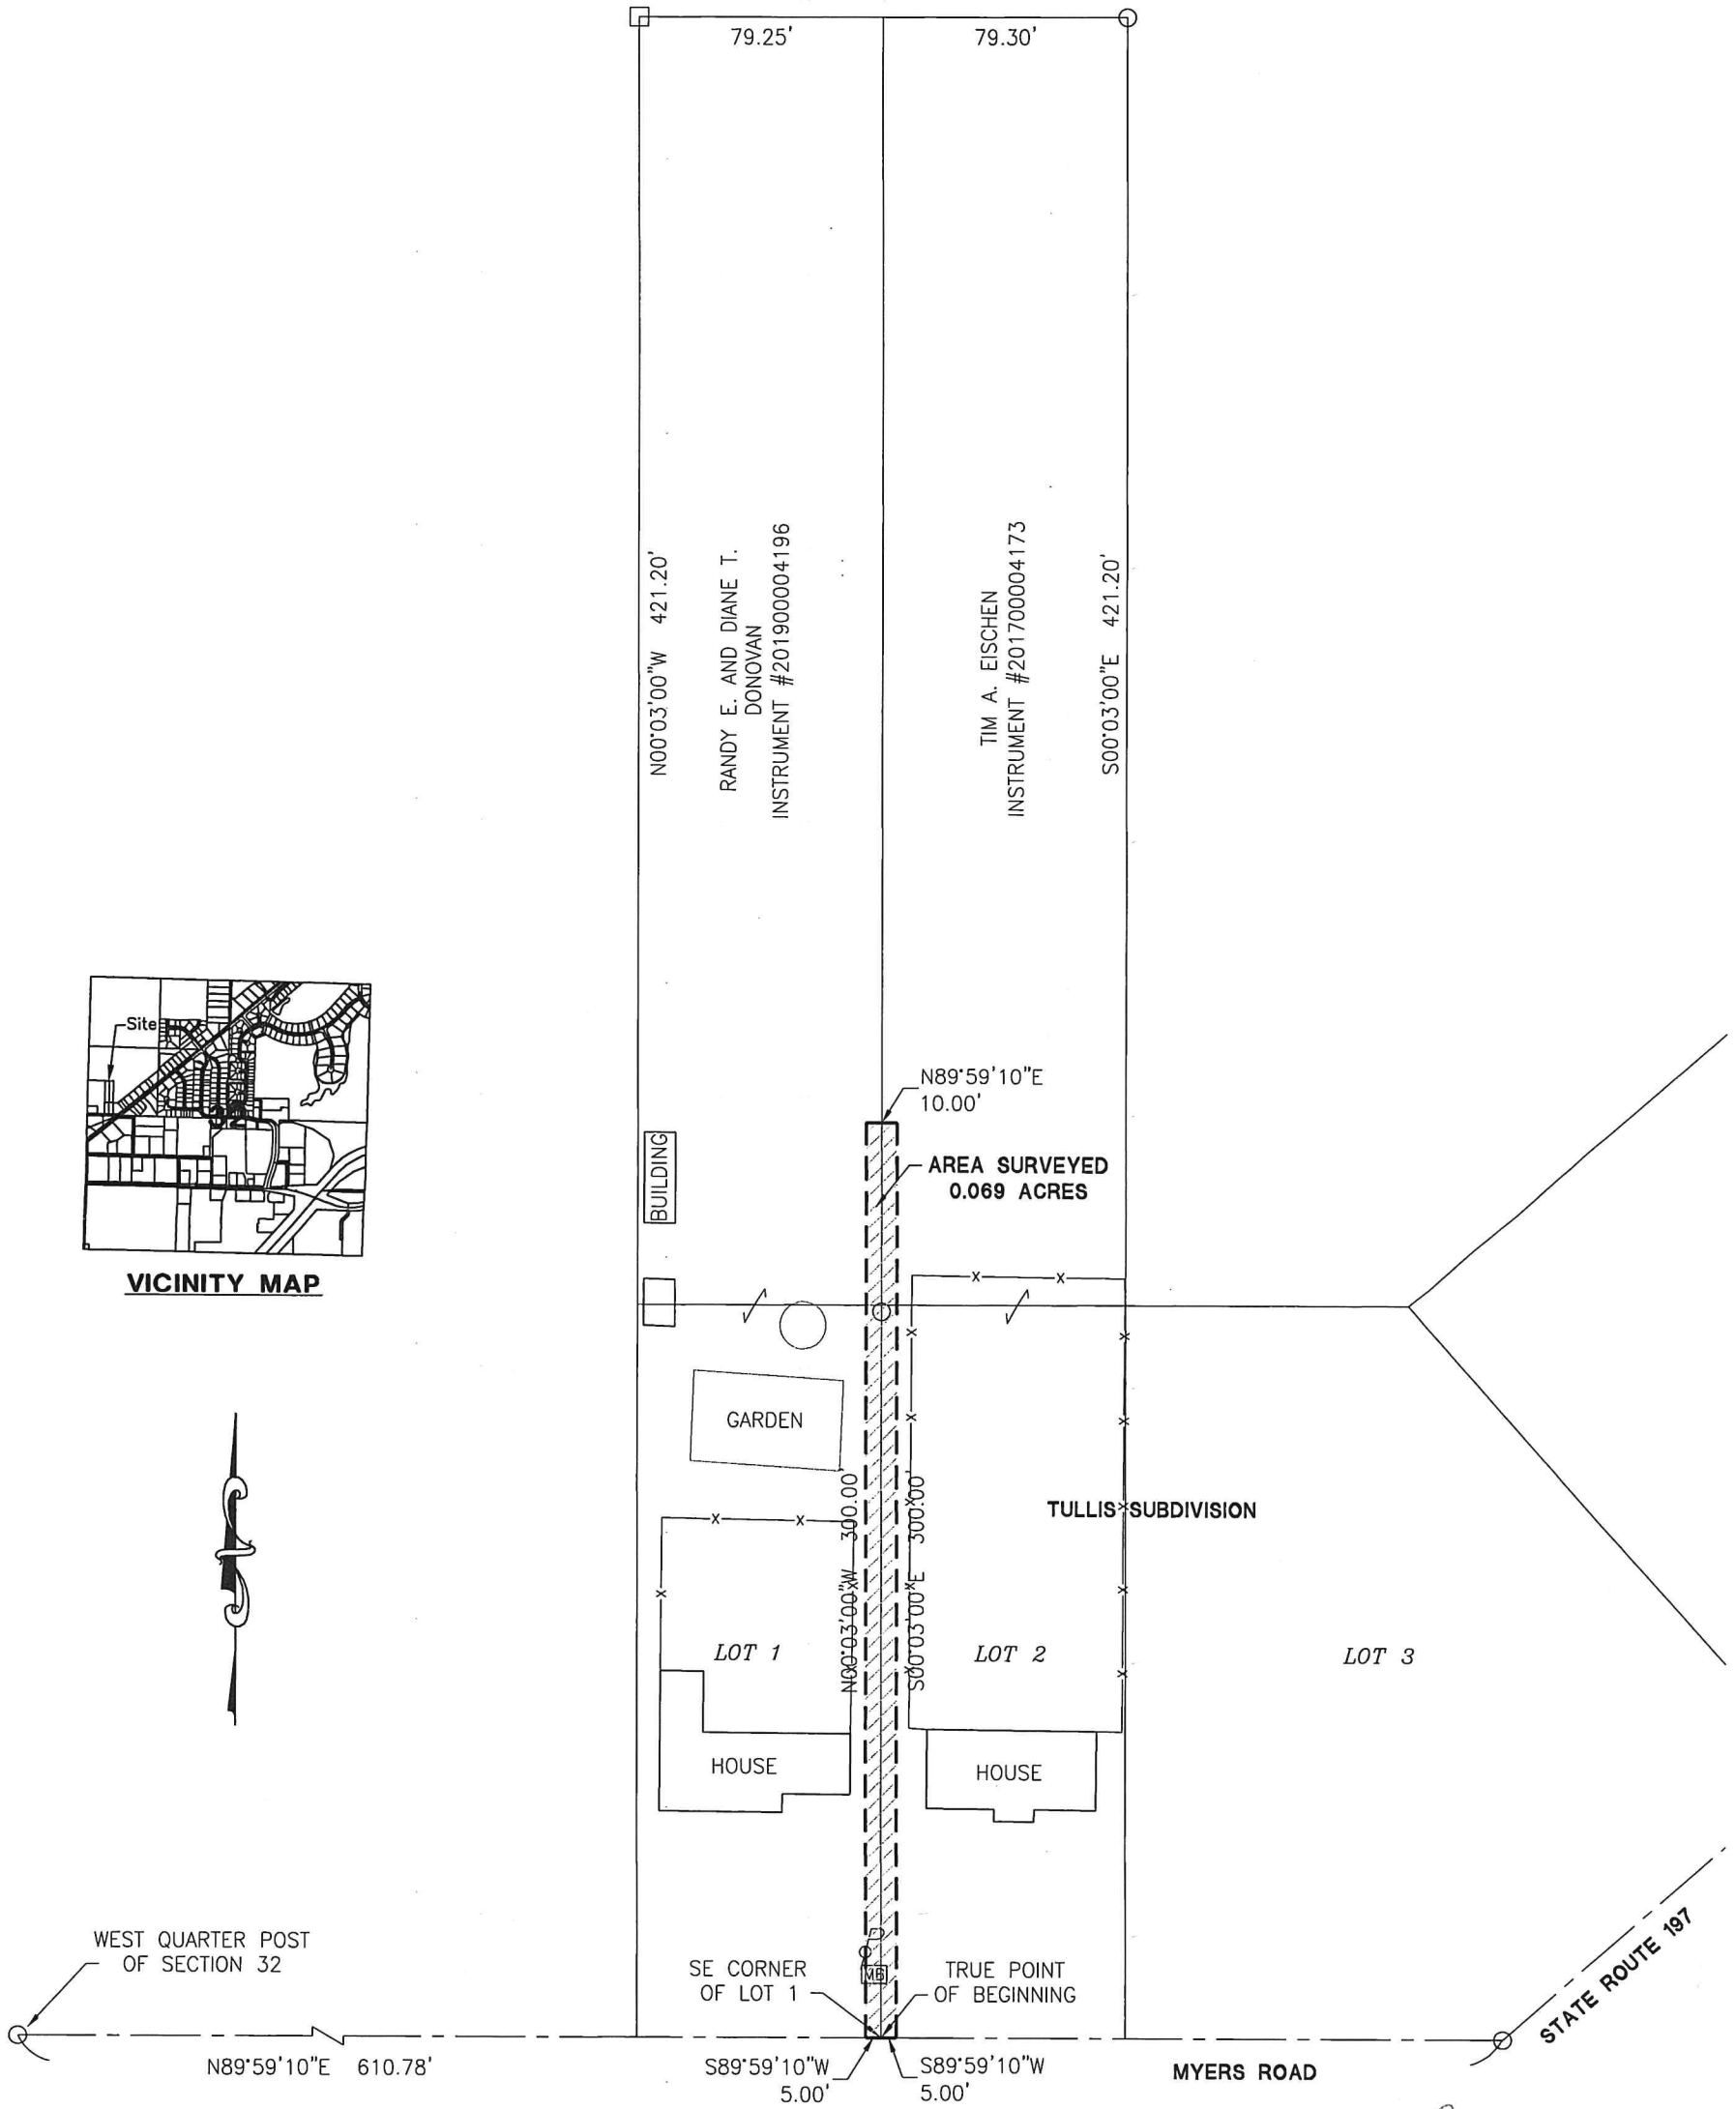 79.25'
79.30'
N00°03'00"W 421.20'
RANDY E. AND DIANE T.
DONOVAN
INSTRUMENT #201900004196
TIM A. EISCHEN
INSTRUMENT #201700004173
S00°03'00"E 421.20'
Site
32
VICINITY MAP
N89°59'10"E
10.00'
AREA SURVEYED
0.069 ACRES
BUILDING
GARDEN
N00°03'00"W 300.00'
S00°03'00"E 300.00'
TULLIS SUBDIVISION
LOT 1
LOT 2
LOT 3
HOUSE
HOUSE
WEST QUARTER POST
OF SECTION 32
SE CORNER
OF LOT 1
MB
TRUE POINT
OF BEGINNING
STATE ROUTE 197
N89°59'10"E 610.78'
S89°59'10"W
5.00'
S89°59'10"W
5.00'
MYERS ROAD